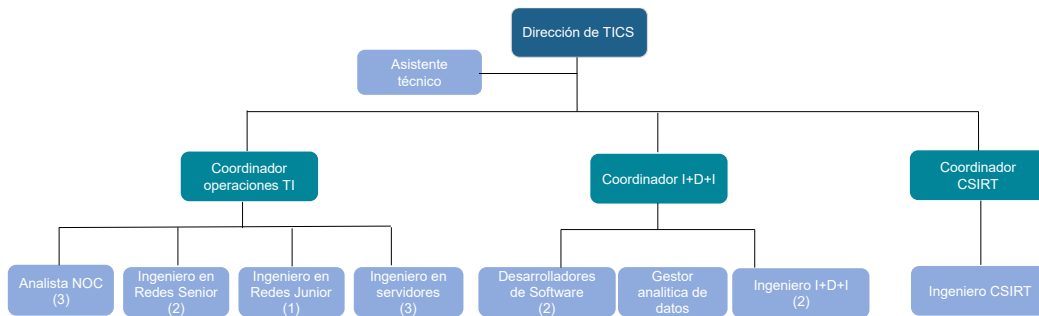 Dirección de TICS
Asistente
técnico
Coordinador
operaciones TI
Coordinador I+D+I
Coordinador
CSIRT
Analista NOC
(3)
Ingeniero en
Redes Senior
(2)
Ingeniero en
Redes Junior
(1)
Ingeniero en
servidores
(3)
Desarrolladores
de Software
(2)
Gestor
analitica de
datos
Ingeniero I+D+I
(2)
Ingeniero CSIRT